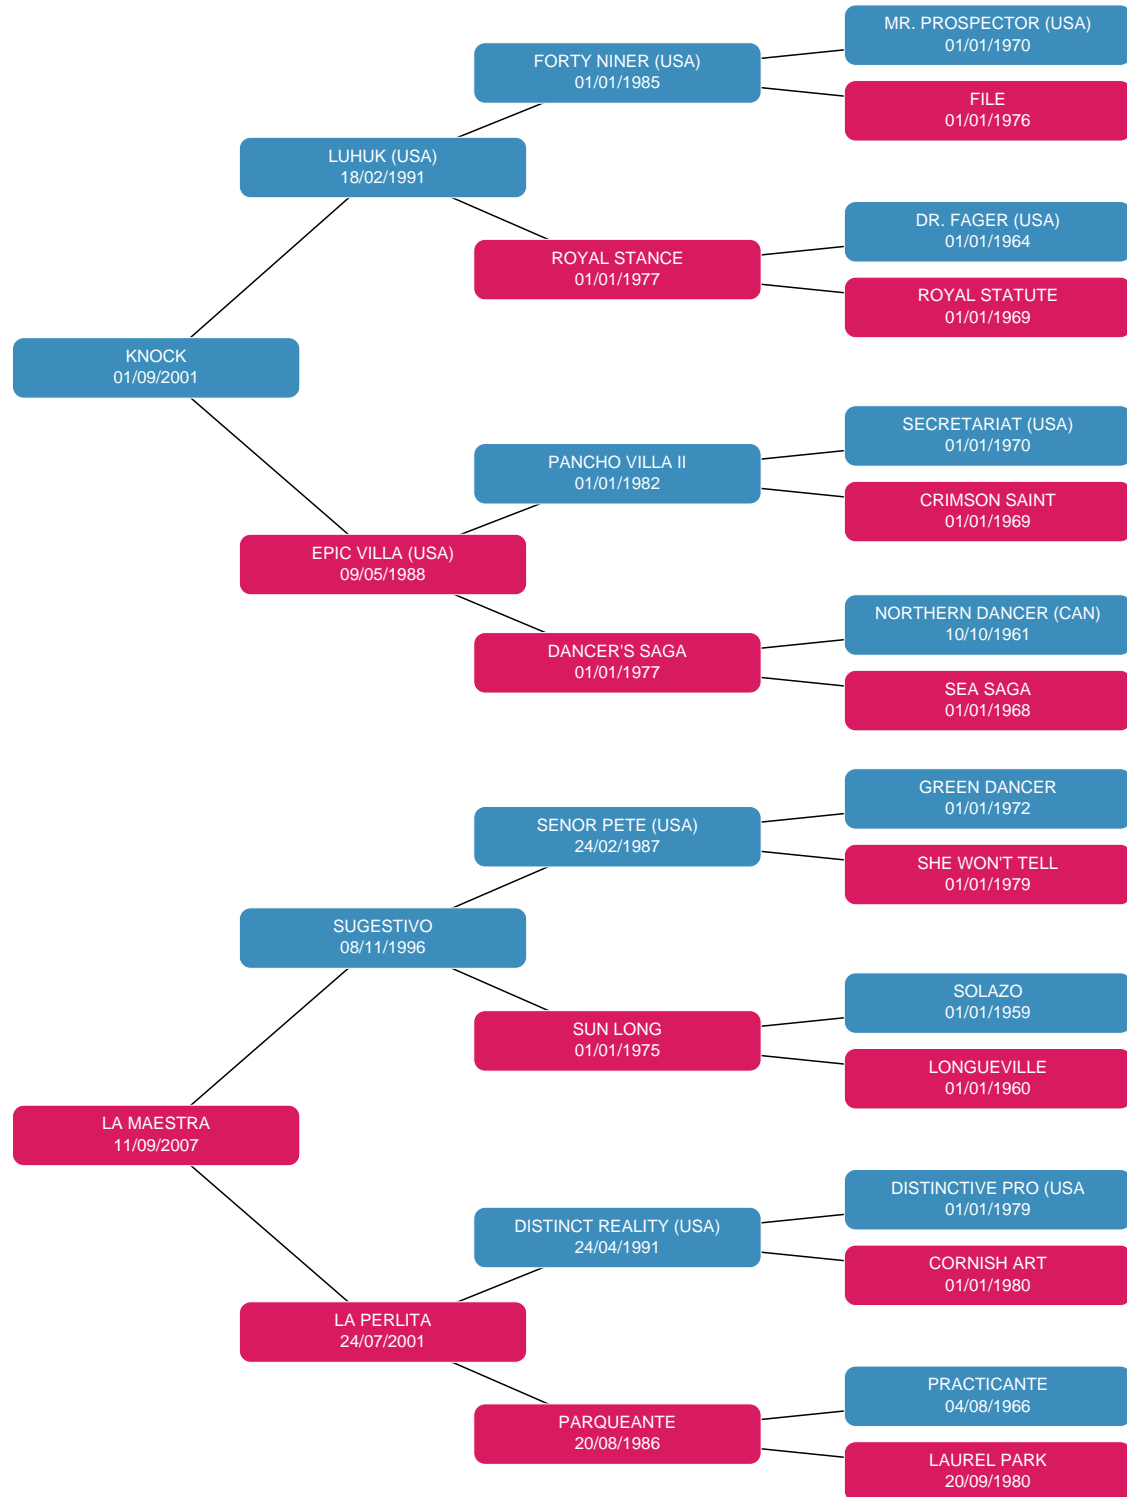 MR. PROSPECTOR (USA)
01/01/1970
FORTY NINER (USA)
01/01/1985
FILE
01/01/1976
LUHUK (USA)
18/02/1991
DR. FAGER (USA)
01/01/1964
ROYAL STANCE
01/01/1977
ROYAL STATUTE
01/01/1969
KNOCK
01/09/2001
SECRETARIAT (USA)
01/01/1970
PANCHO VILLA II
01/01/1982
CRIMSON SAINT
01/01/1969
EPIC VILLA (USA)
09/05/1988
NORTHERN DANCER (CAN)
10/10/1961
DANCER'S SAGA
01/01/1977
SEA SAGA
01/01/1968
GREEN DANCER
01/01/1972
SENOR PETE (USA)
24/02/1987
SHE WON'T TELL
01/01/1979
SUGESTIVO
08/11/1996
SOLAZO
01/01/1959
SUN LONG
01/01/1975
LONGUEVILLE
01/01/1960
LA MAESTRA
11/09/2007
DISTINCTIVE PRO (USA
01/01/1979
DISTINCT REALITY (USA)
24/04/1991
CORNISH ART
01/01/1980
LA PERLITA
24/07/2001
PRACTICANTE
04/08/1966
PARQUEANTE
20/08/1986
LAUREL PARK
20/09/1980